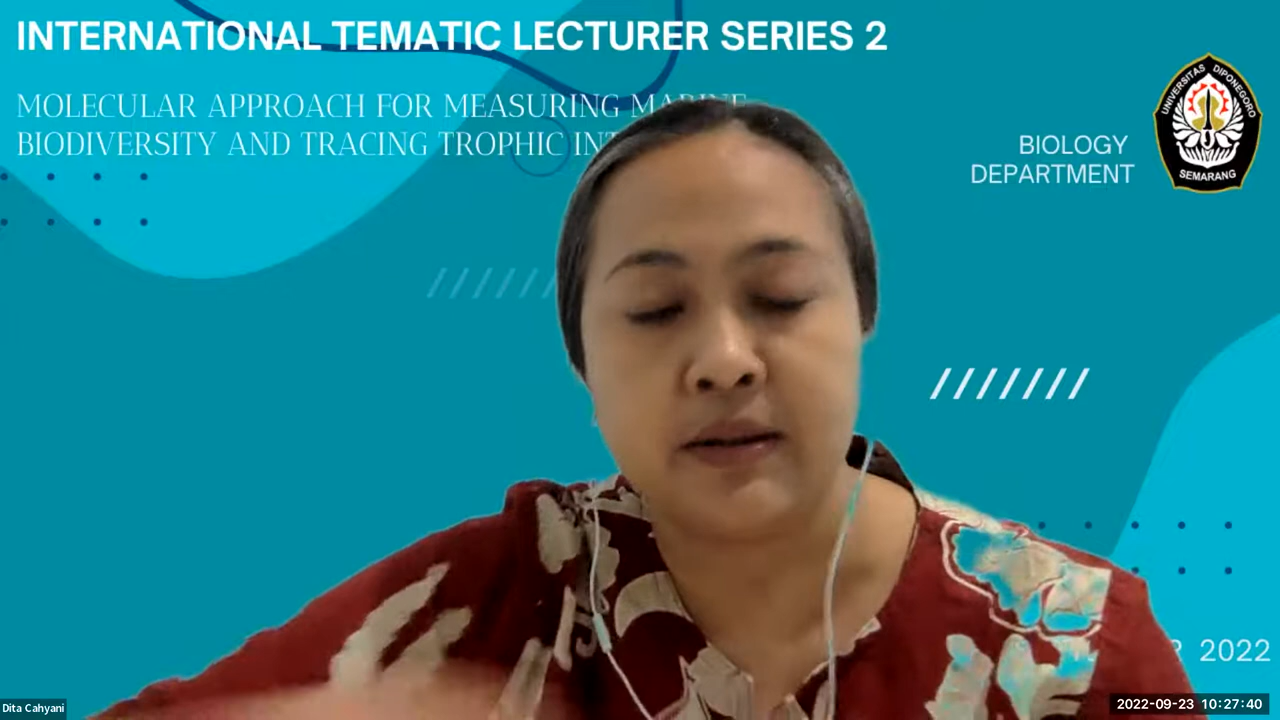 INTERNATIONAL TEMATIC LECTURER SERIES 2
MOLECULAR APPROACH FOR MEASURING MARINE
BIODIVERSITY AND TRACING TROPHIC
BIOLOGY
DEPARTMENT
UNIVERSITAS DIPONEGORO
SEMARANG
2022
Dita Cahyani
2022-09-23 10:27:40